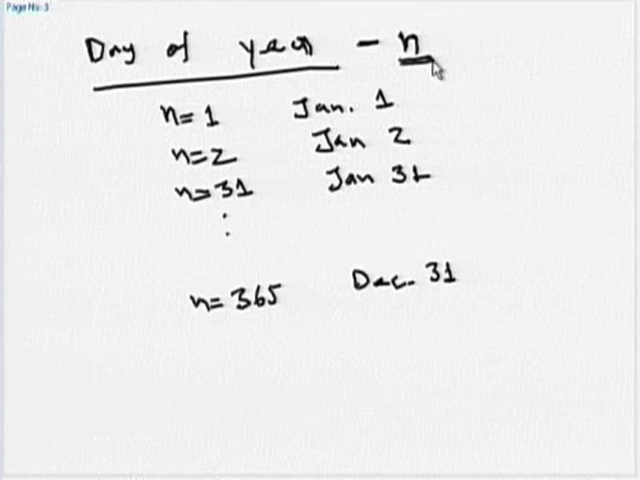 Page No: 3
Day of year - n
n=1 Jan. 1
n=2 Jan 2
n=31 Jan 31
:
n=365 Dec. 31